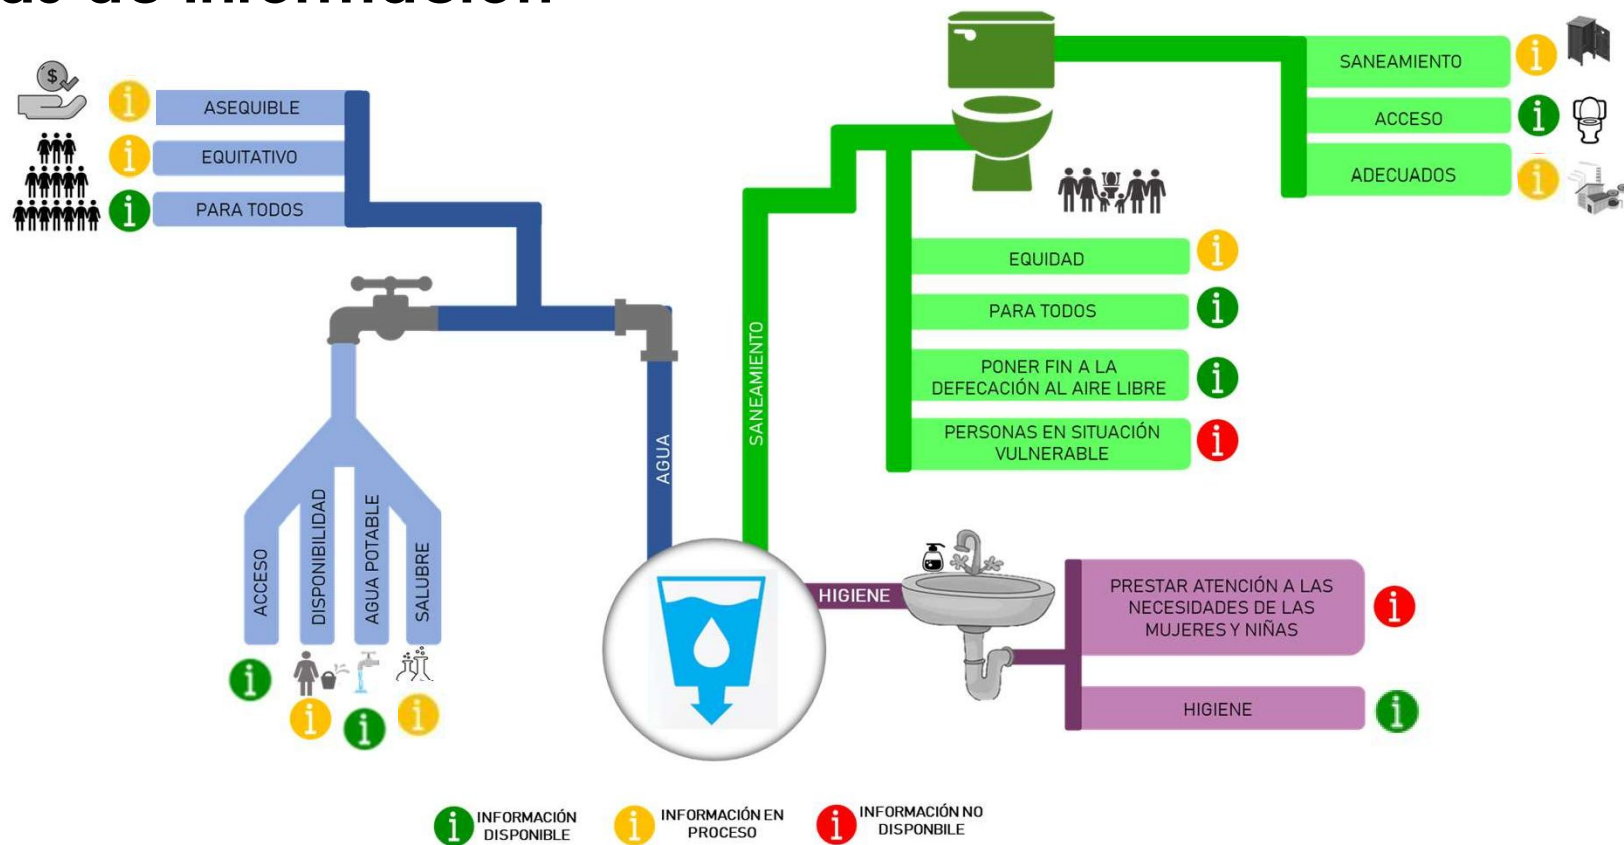 de información
ASEQUIBLE
EQUITATIVO
PARA TODOS
ACCESO
DISPONIBILIDAD
AGUA POTABLE
SALUBRE
AGUA
SANEAMIENTO
SANEAMIENTO
ACCESO
ADECUADOS
EQUIDAD
PARA TODOS
PONER FIN A LA
DEFECACIÓN AL AIRE LIBRE
PERSONAS EN SITUACIÓN
VULNERABLE
HIGIENE
PRESTAR ATENCIÓN A LAS
NECESIDADES DE LAS
MUJERES Y NIÑAS
HIGIENE
INFORMACIÓN
DISPONIBLE
INFORMACIÓN EN
PROCESO
INFORMACIÓN NO
DISPONBILE